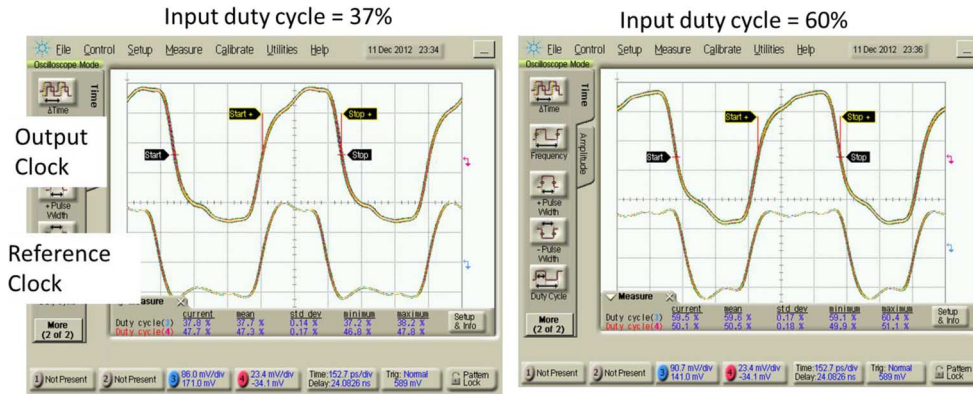 Input duty cycle = 37%
File Control Setup Measure Calibrate Utilities Help 11 Dec 2012 23:34
Oscilloscope Mode
ΔTime
Time
Output
Clock
+ Pulse
Width
Reference
Clock
Start +
Stop +
Start
Stop
More
(2 of 2)
Measure
current mean std dev minimum maximum
Duty cycle(3) 37.8 % 37.7 % 0.14 % 37.2 % 38.2 %
Duty cycle(4) 47.7 % 47.3 % 0.17 % 46.8 % 47.8 %
Setup
& Info
1 Not Present 2 Not Present 3 86.0 mV/div 4 23.4 mV/div Time:152.7 ps/div Trig: Normal Pattern
171.0 mV -34.1 mV Delay:24.0826 ns 589 mV Lock
Input duty cycle = 60%
File Control Setup Measure Calibrate Utilities Help 11 Dec 2012 23:36
Oscilloscope Mode
ΔTime
Time
Frequency
Amplitude
+ Pulse
Width
- Pulse
Width
Duty Cycle
Start +
Stop +
Start
Stop
More
(2 of 2)
Measure
current mean std dev minimum maximum
Duty cycle(3) 59.5 % 59.6 % 0.17 % 59.1 % 60.4 %
Duty cycle(4) 50.1 % 50.5 % 0.18 % 49.9 % 51.1 %
Setup
& Info
1 Not Present 2 Not Present 3 90.7 mV/div 4 23.4 mV/div Time:152.7 ps/div Trig: Normal Pattern
141.0 mV -34.1 mV Delay:24.0826 ns 589 mV Lock